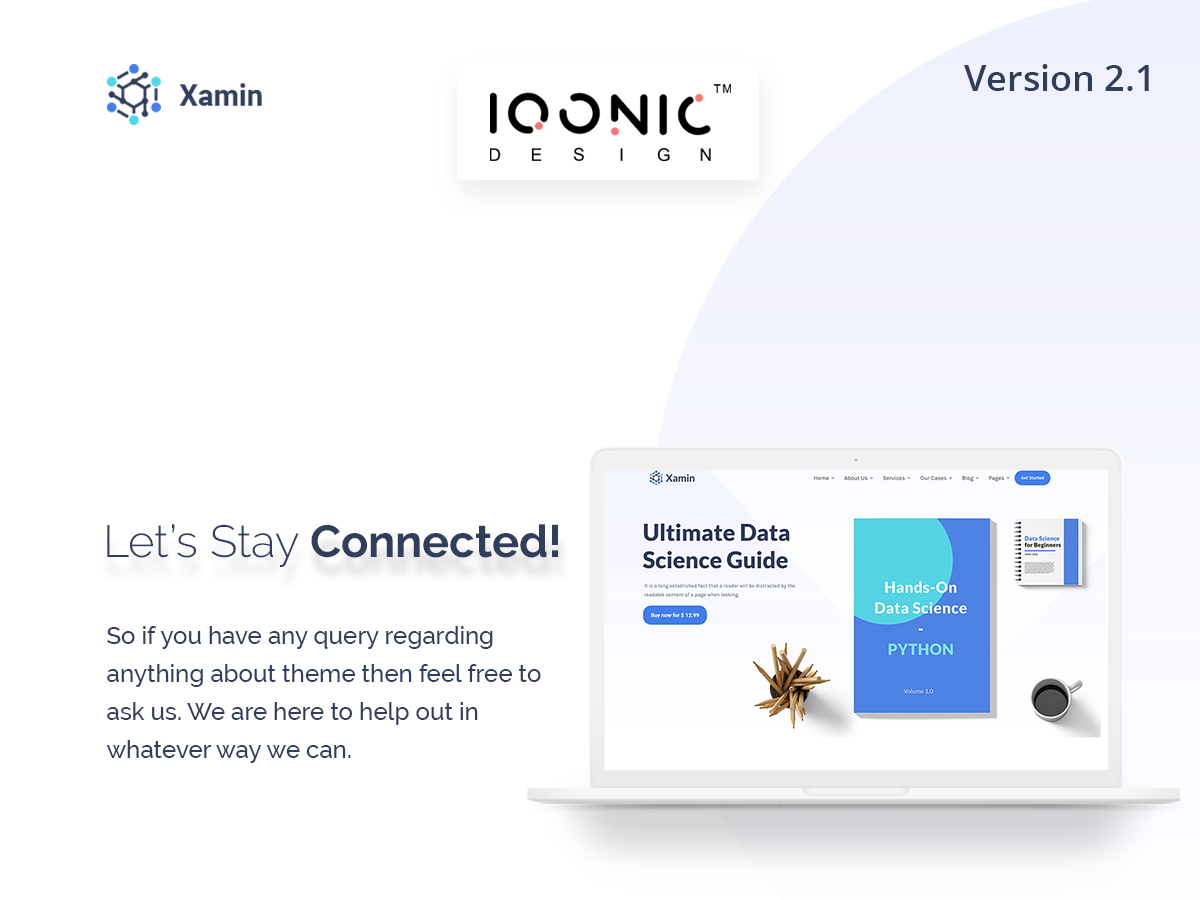 Xamin
IQONIC
TM
DESIGN
Version 2.1
Let's Stay Connected!
So if you have any query regarding
anything about theme then feel free to
ask us. We are here to help out in
whatever way we can.
Xamin
Home
About Us
Services
Our Cases
Blog
Pages
Get Started
Ultimate Data
Science Guide
It is a long established fact that a reader will be distracted by the
readable content of a page when looking.
Buy now for $ 12.99
Hands-On
Data Science
-
PYTHON
Volume 1.0
Data Science
for Beginners